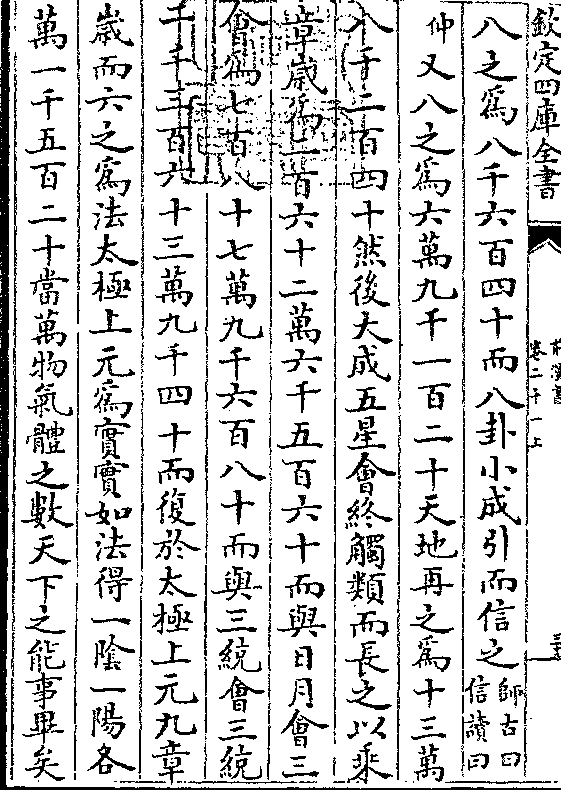 欽定四庫全書
前漢書
卷二十一上
八之爲八千六百四十而八卦小成引而信之
師古曰
信讀曰
伸又八之爲六萬九千一百二十天地再之爲十三萬
八千二百四十然後大成五星會終觸類而長之以乘
章歲爲二百六十二萬六千五百六十而與日月會三
會爲七百八十七萬九千六百八十而與三統會三統
二千三百六十三萬九千四十而復於太極上元九章
歲而六之爲法太極上元爲實實如法得一陰一陽各
萬一千五百二十當萬物氣體之數天下之能事畢矣